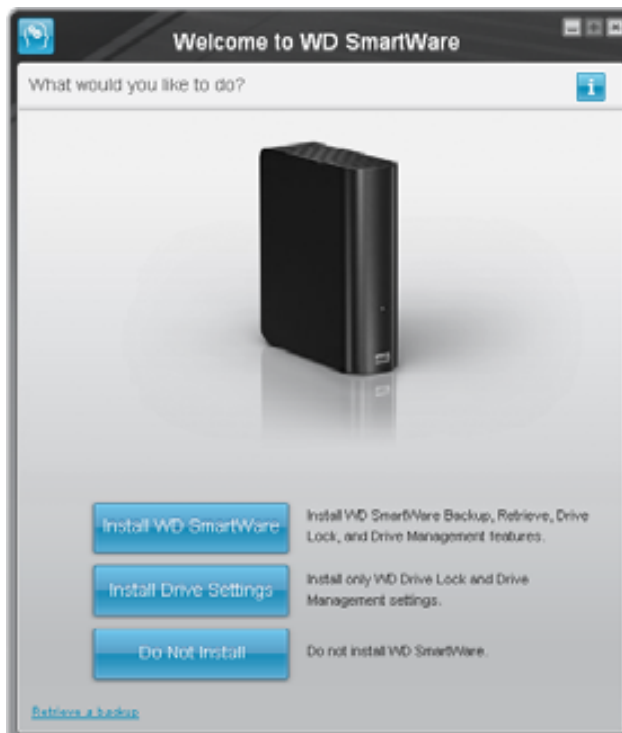 Welcome to WD SmartWare
What would you like to do?
i
Install WD SmartWare
Install WD SmartWare Backup, Retrieve, Drive
Lock, and Drive Management features.
Install Drive Settings
Install only WD Drive Lock and Drive
Management settings.
Do Not Install
Do not install WD SmartWare.
Retrieve a backup